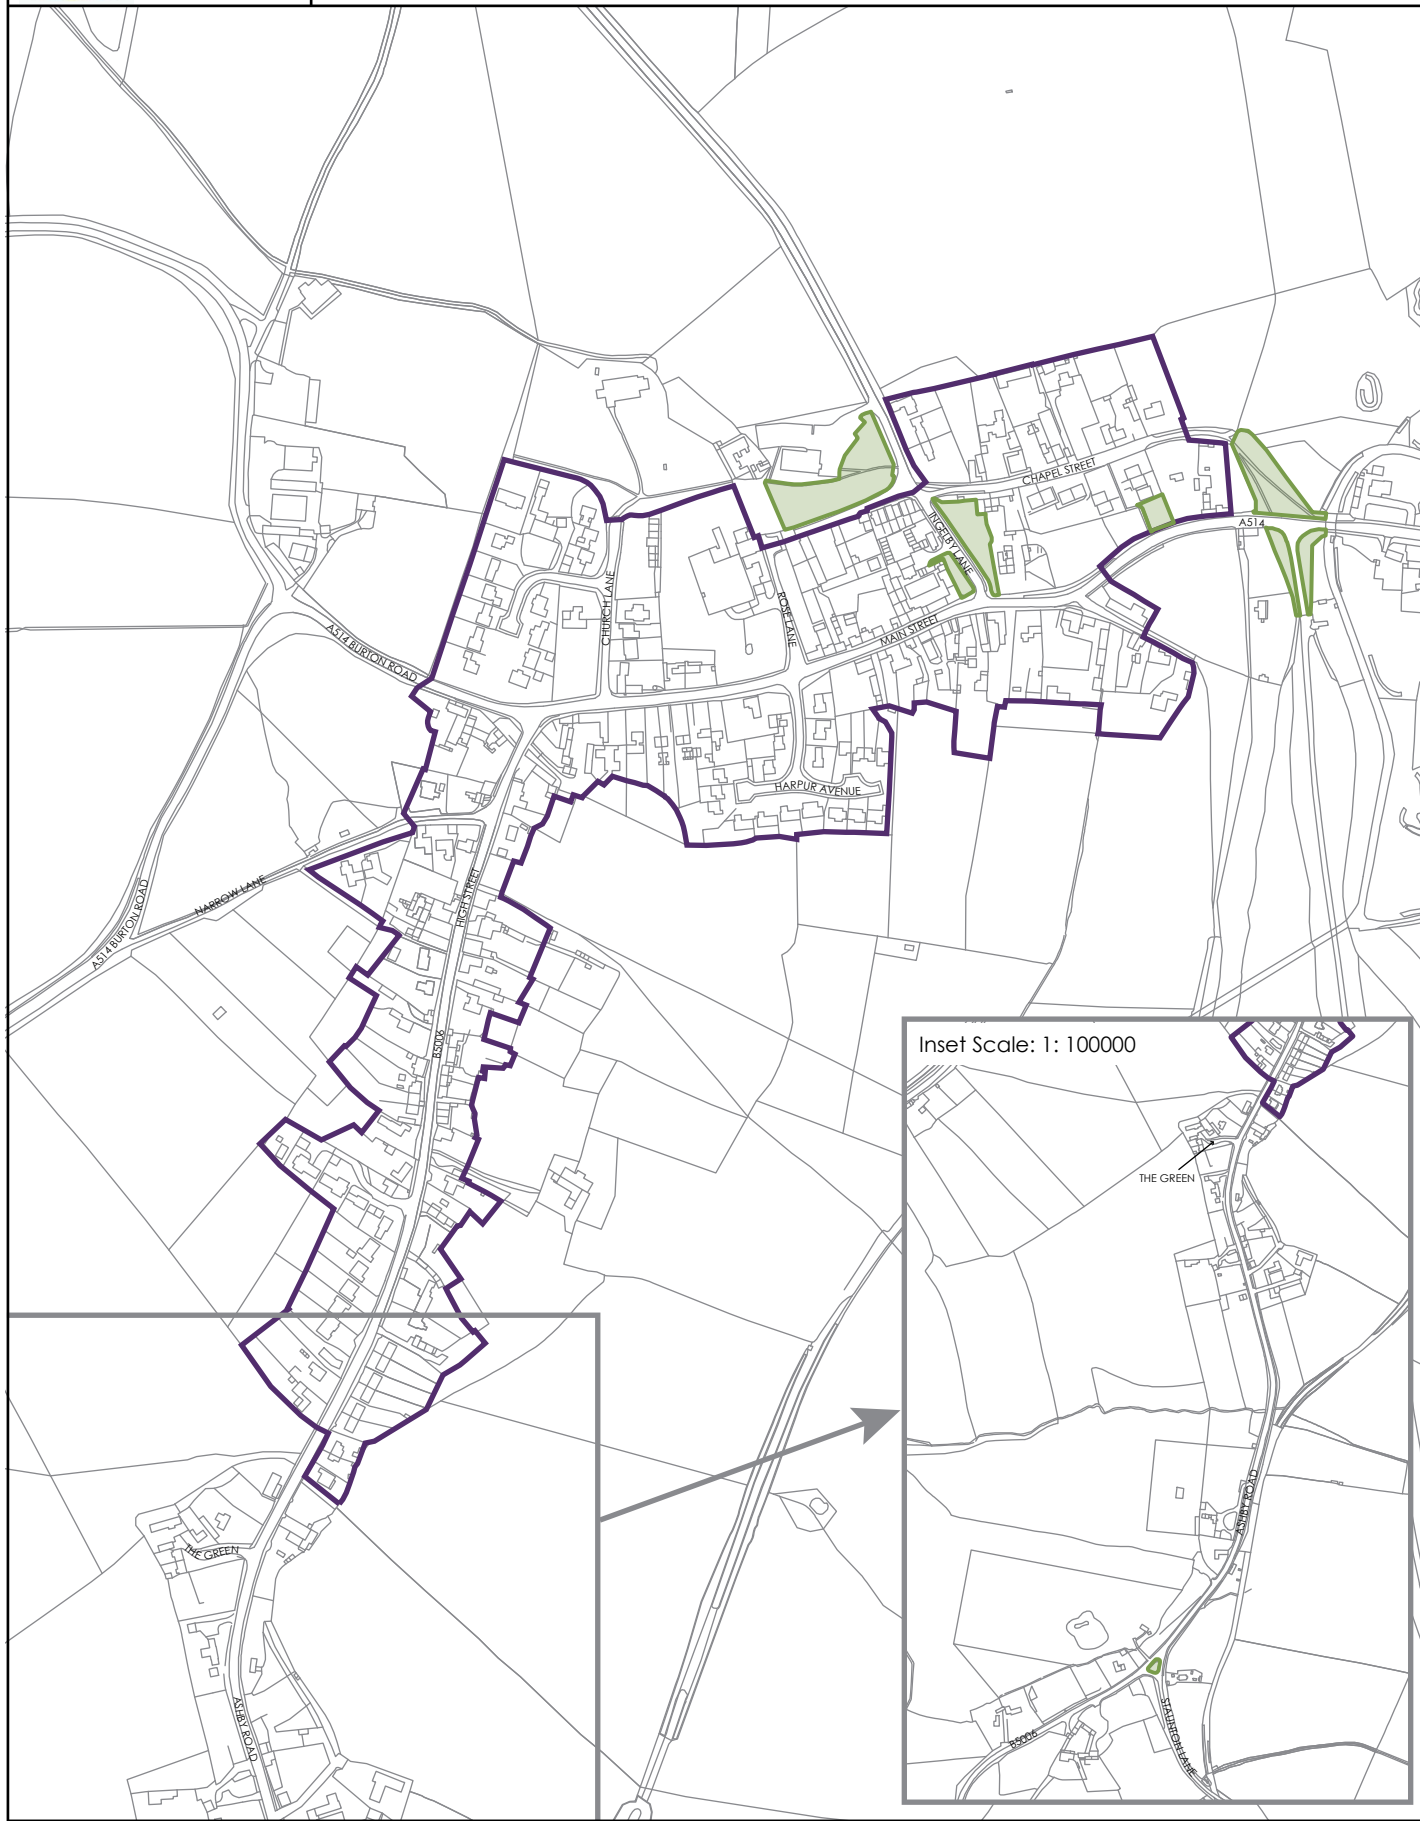 CHAPEL STREET
A514
INGELBY LANE
CHURCH LANE
ROSE LANE
MAIN STREET
A514 BURTON ROAD
HARPUR AVENUE
NARROW LANE
HIGH STREET
A514 BURTON ROAD
B5006
Inset Scale: 1: 100000
THE GREEN
ASHBY ROAD
THE GREEN
ASHBY ROAD
B5006
STAUNTON LANE